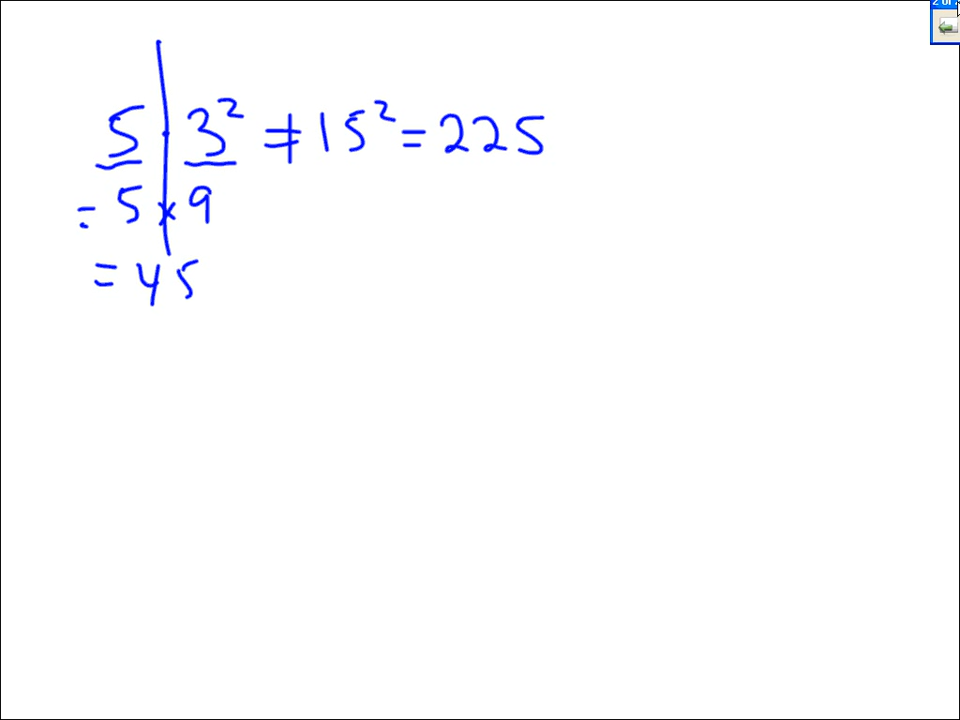 5 · 3² ≠ 15² = 225
= 5 × 9
= 45